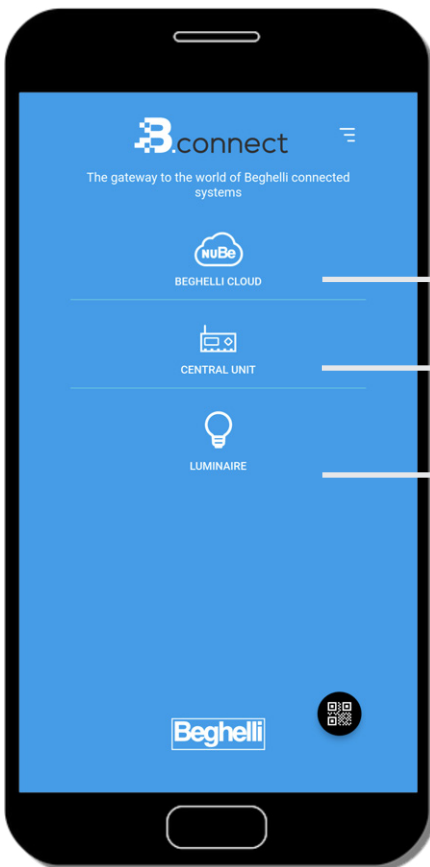 B.connect
The gateway to the world of Beghelli connected
systems
NUBe
BEGHELLI CLOUD
CENTRAL UNIT
LUMINAIRE
Beghelli